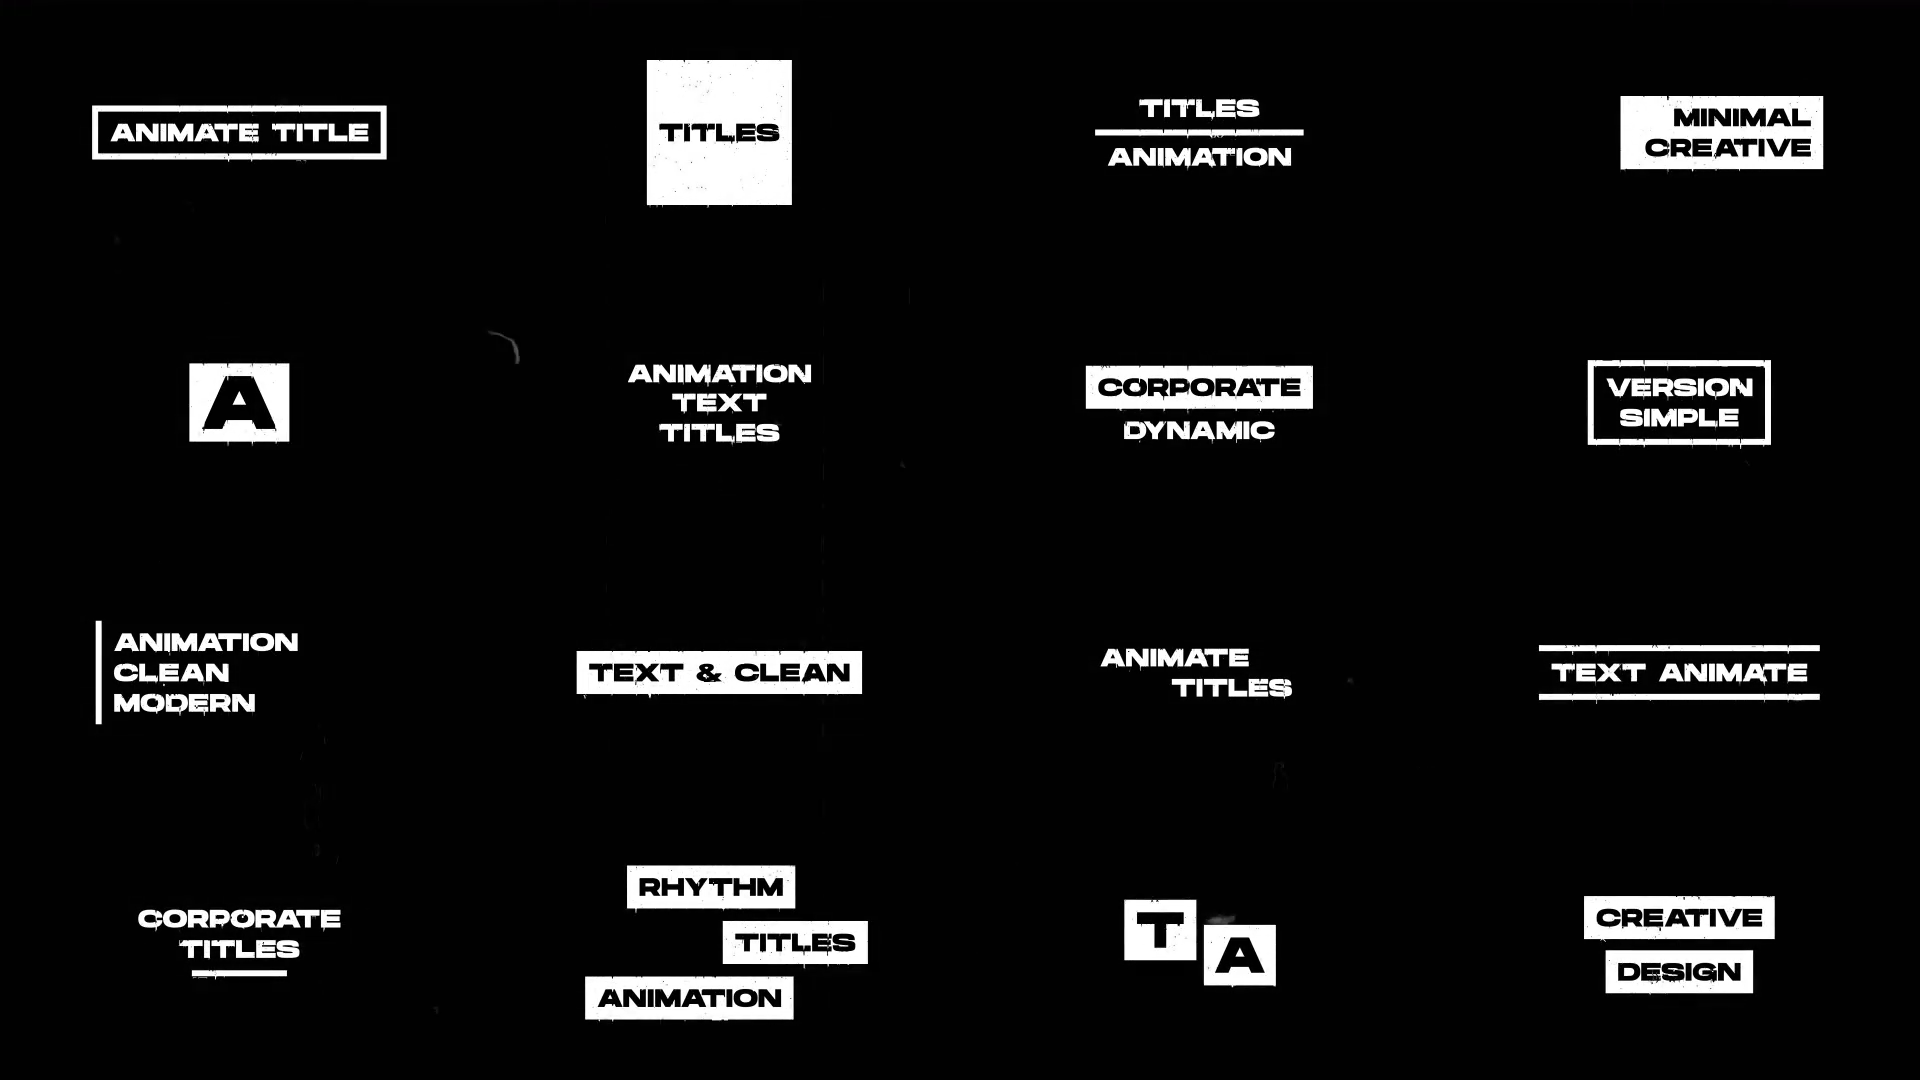 ANIMATE TITLE
TITLES
TITLES
ANIMATION
MINIMAL
CREATIVE
A
ANIMATION
TEXT
TITLES
CORPORATE
DYNAMIC
VERSION
SIMPLE
ANIMATION
CLEAN
MODERN
TEXT & CLEAN
ANIMATE
TITLES
TEXT ANIMATE
CORPORATE
TITLES
RHYTHM
TITLES
ANIMATION
T
A
CREATIVE
DESIGN